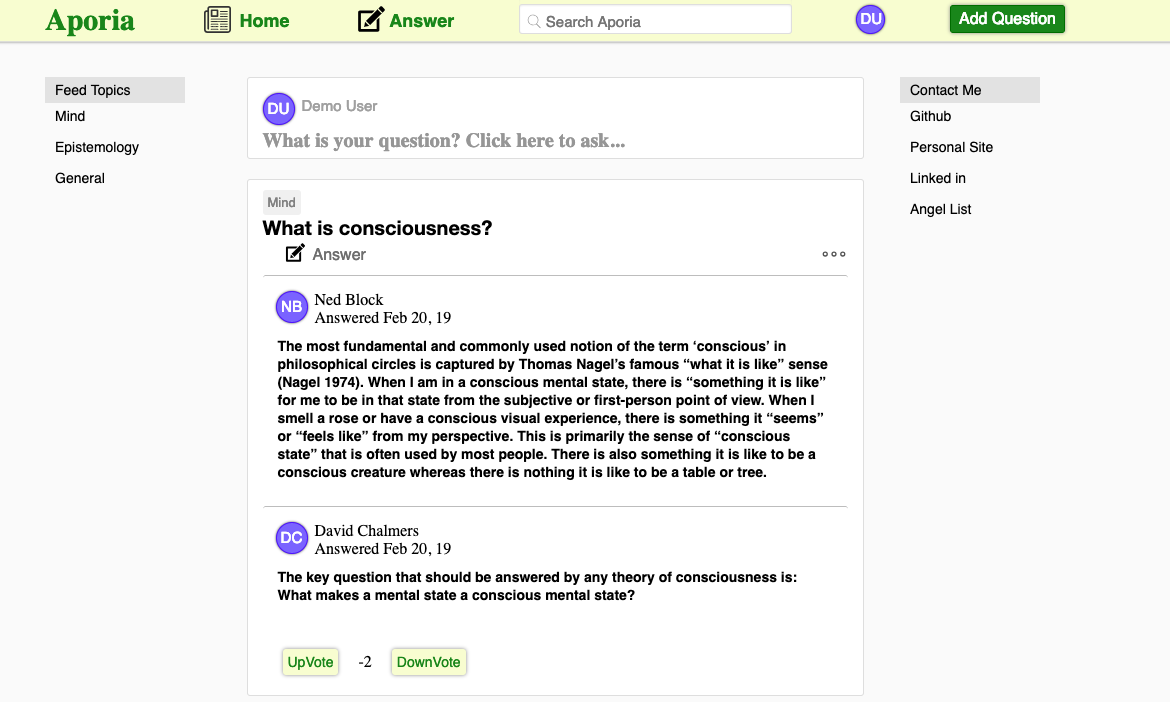 Aporia
Home
Answer
Search Aporia
DU
Add Question
Feed Topics
Mind
Epistemology
General
DU
Demo User
What is your question? Click here to ask...
Mind
What is consciousness?
Answer
NB
Ned Block
Answered Feb 20, 19
The most fundamental and commonly used notion of the term ‘conscious’ in
philosophical circles is captured by Thomas Nagel’s famous “what it is like” sense
(Nagel 1974). When I am in a conscious mental state, there is “something it is like”
for me to be in that state from the subjective or first-person point of view. When I
smell a rose or have a conscious visual experience, there is something it “seems”
or “feels like” from my perspective. This is primarily the sense of “conscious
state” that is often used by most people. There is also something it is like to be a
conscious creature whereas there is nothing it is like to be a table or tree.
DC
David Chalmers
Answered Feb 20, 19
The key question that should be answered by any theory of consciousness is:
What makes a mental state a conscious mental state?
UpVote
-2
DownVote
Contact Me
Github
Personal Site
Linked in
Angel List